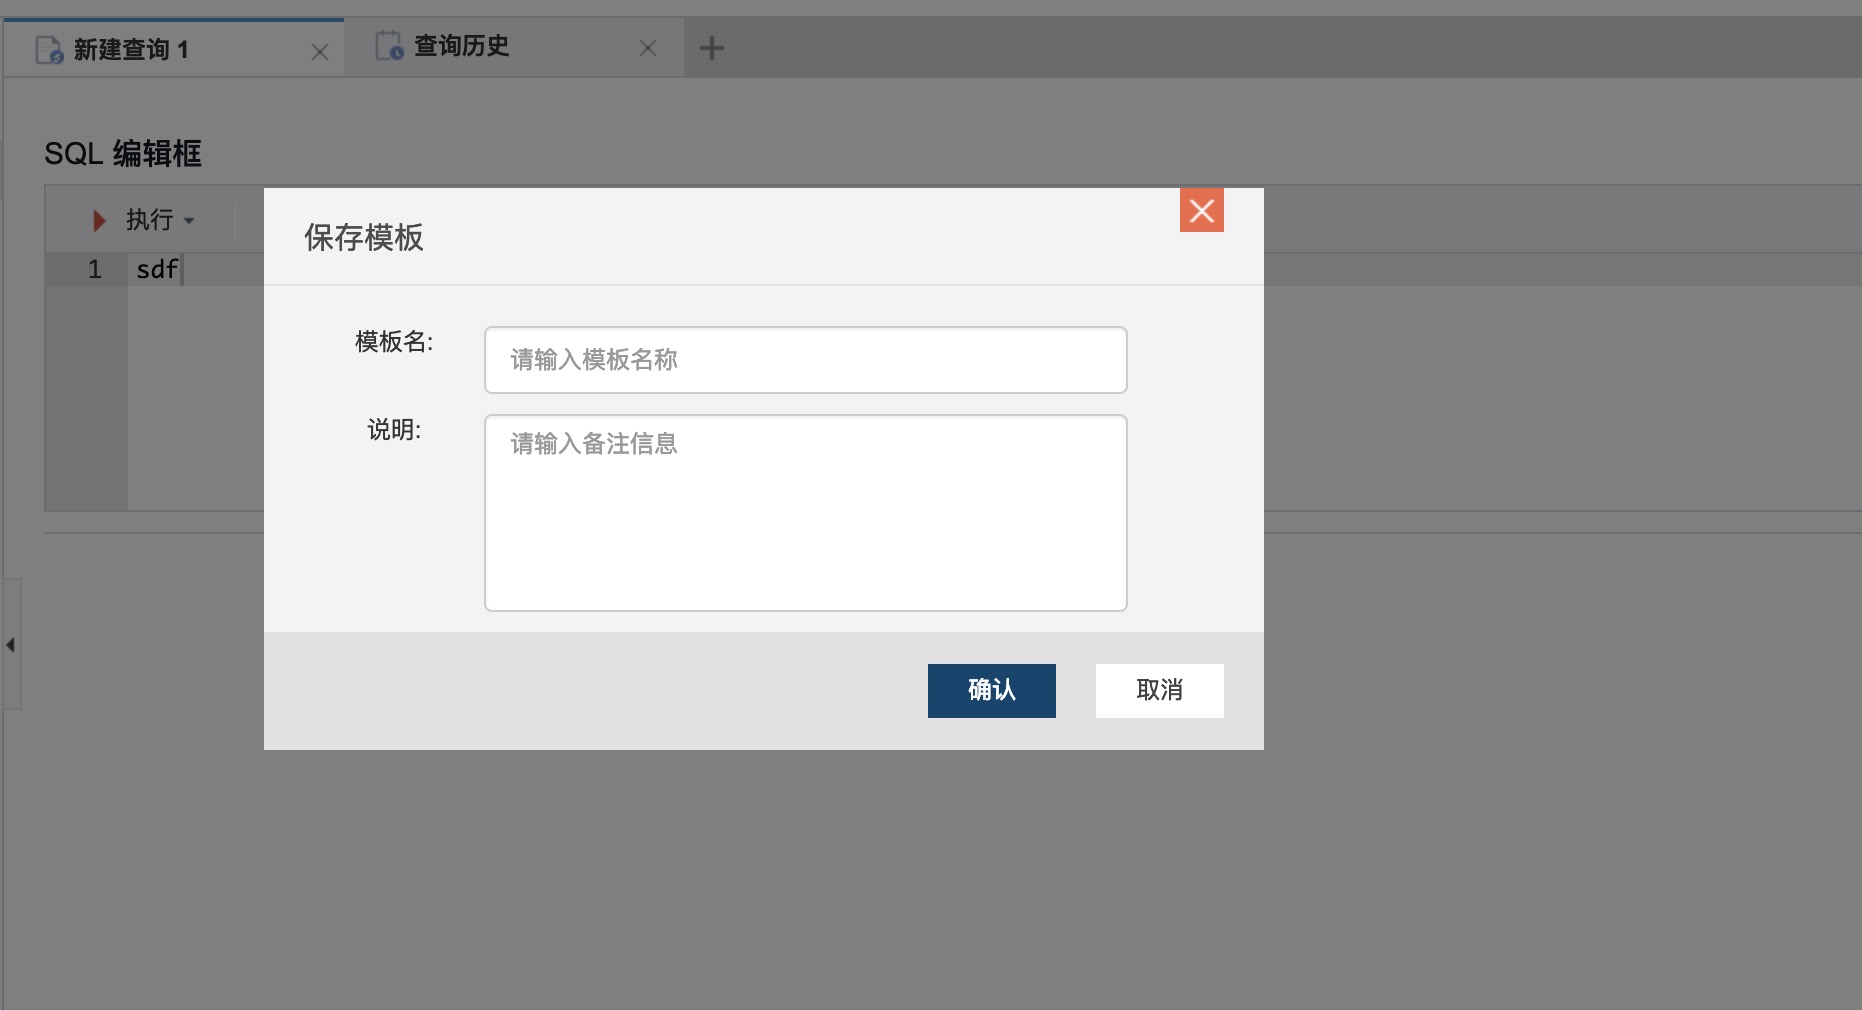 新建查询 1
查询历史
SQL 编辑框
执行
1 sdf
保存模板
模板名:
请输入模板名称
说明:
请输入备注信息
确认
取消